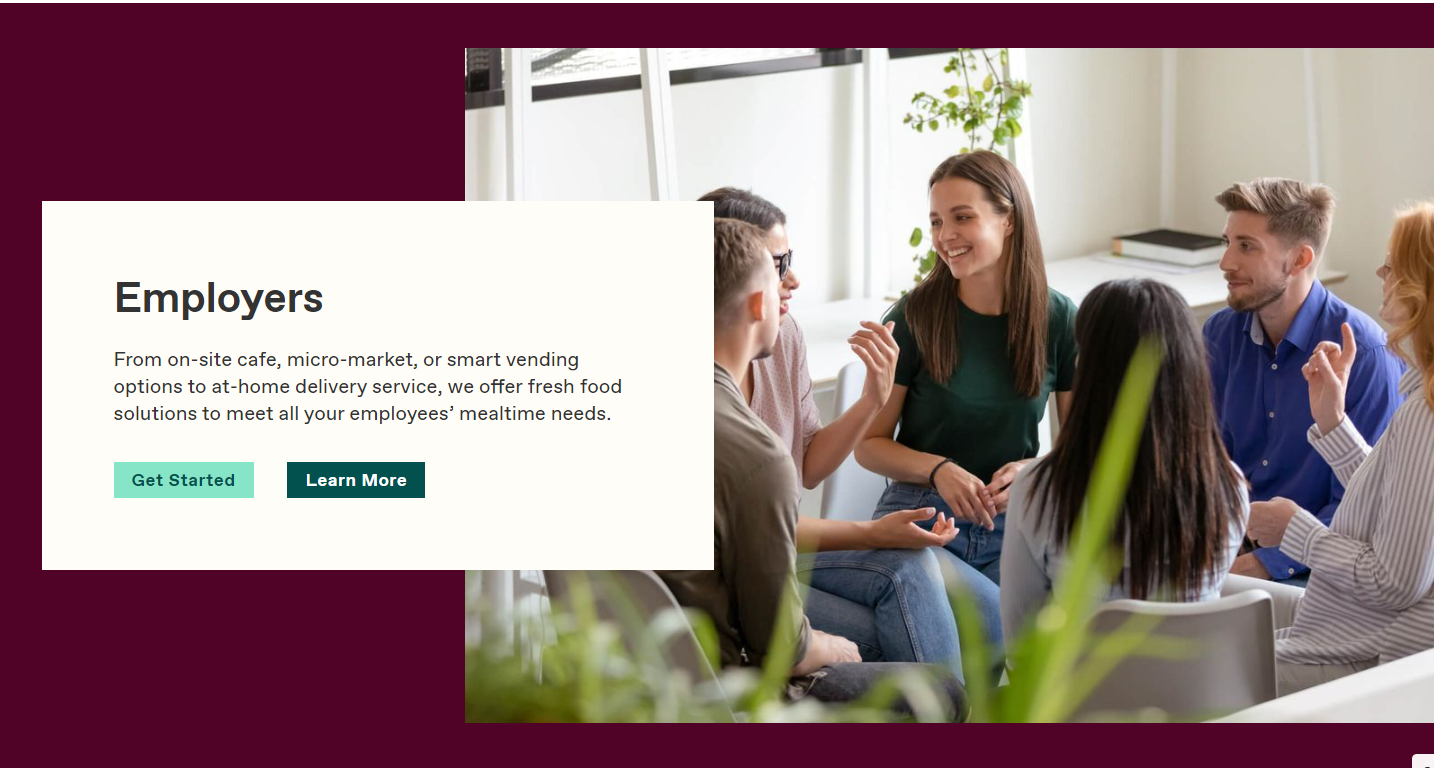 Employers
From on-site cafe, micro-market, or smart vending
options to at-home delivery service, we offer fresh food
solutions to meet all your employees’ mealtime needs.
Get Started
Learn More